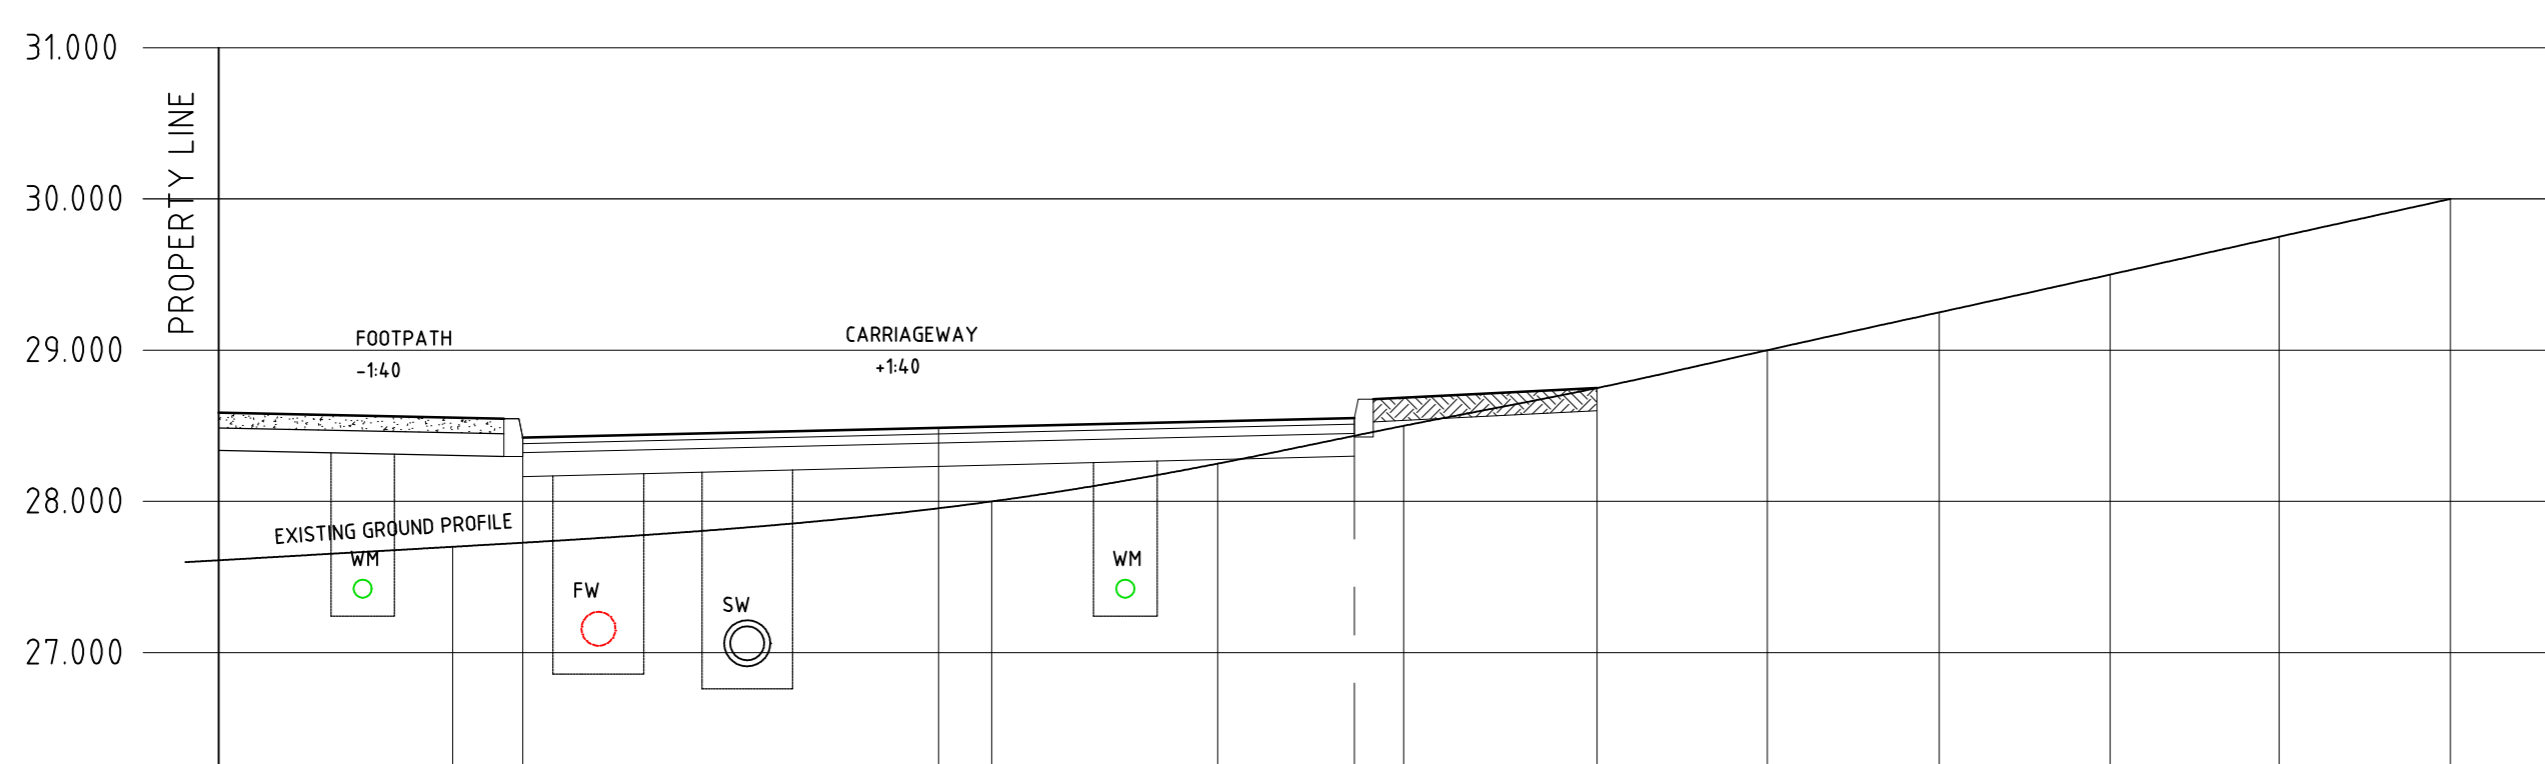 31.000
PROPERTY LINE
30.000
29.000
FOOTPATH
-1:40
CARRIAGEWAY
+1:40
28.000
EXISTING GROUND PROFILE
WM
FW
SW
WM
27.000